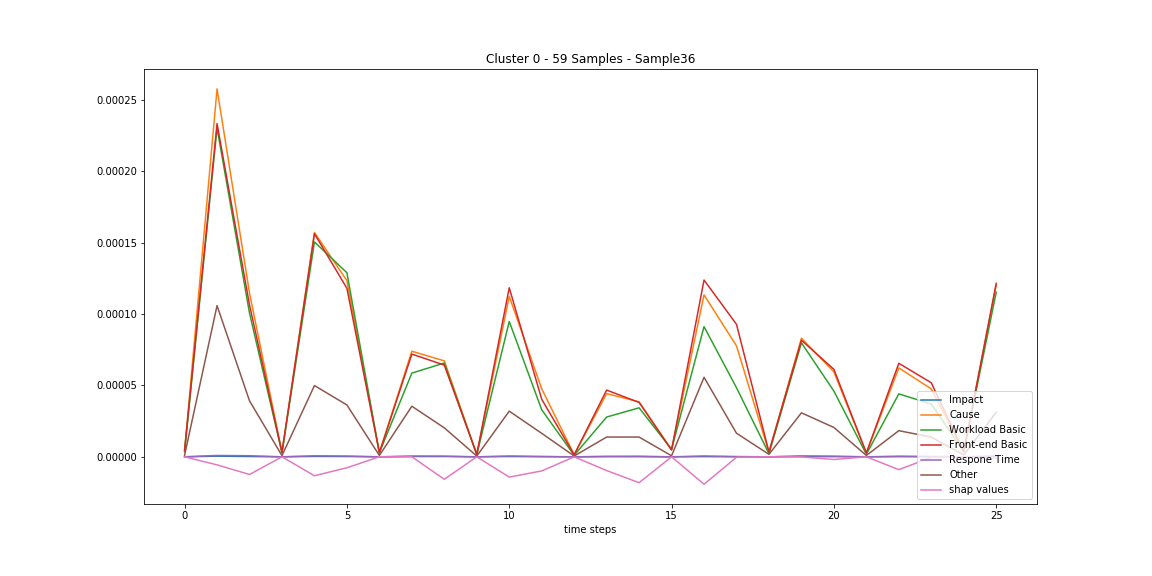 Cluster 0 - 59 Samples - Sample36
0.00025
0.00020
0.00015
0.00010
0.00005
0.00000
Impact
Cause
Workload Basic
Front-end Basic
Respone Time
Other
shap values
0 5 10 15 20 25
time steps